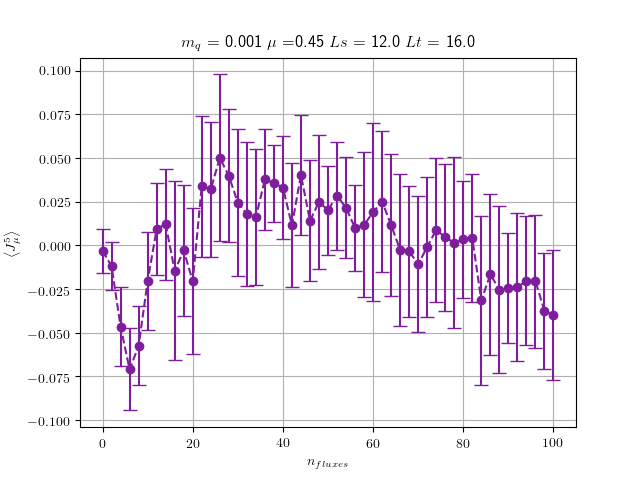 $m_q$ = 0.001 $\mu$ =0.45 $Ls$ = 12.0 $Lt$ = 16.0
0.100
0.075
0.050
0.025
0.000
−0.025
−0.050
−0.075
−0.100
$\langle J^5_\mu \rangle$
0 20 40 60 80 100
$n_{fluxes}$